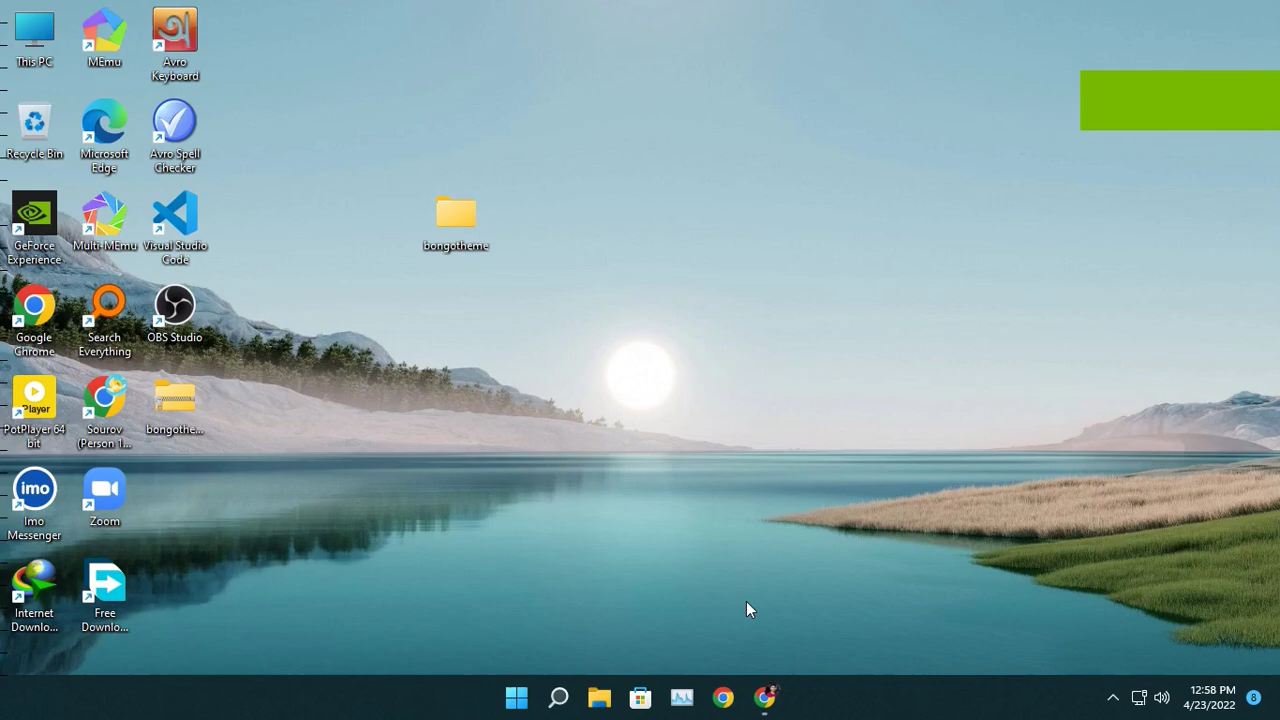 This PC
MEmu
Avro
Keyboard
Recycle Bin
Microsoft
Edge
Avro Spell
Checker
GeForce
Experience
Multi-MEmu
Visual Studio
Code
bongotheme
Google
Chrome
Search
Everything
OBS Studio
Player
PotPlayer 64
bit
Sourov
(Person 1...
bongothe...
imo
Imo
Messenger
Zoom
Internet
Downlo...
Free
Downlo...
12:58 PM
4/23/2022
8
অ